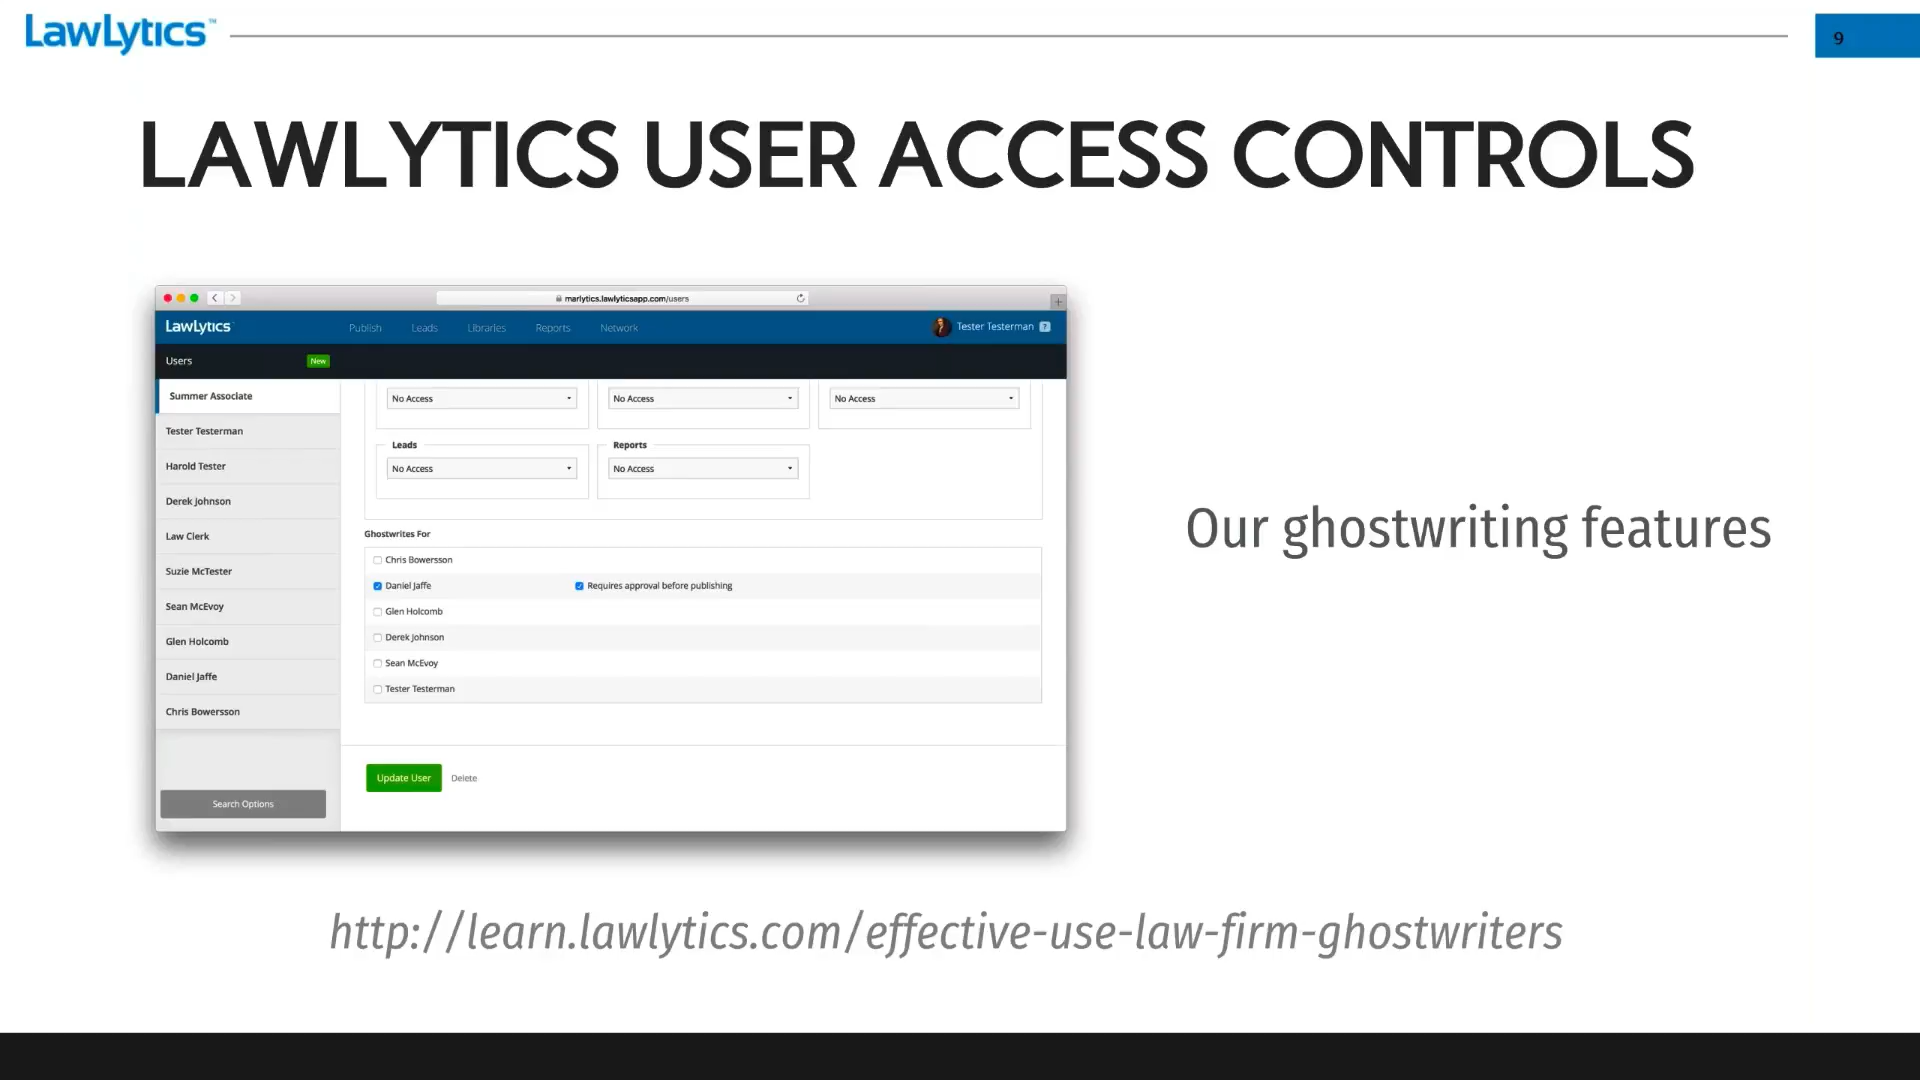 LawLytics™
9
LAWLYTICS USER ACCESS CONTROLS
marlytics.lawlyticsapp.com/users
LawLytics
Publish Leads Libraries Reports Network
Tester Testerman ?
Users New
Summer Associate
Tester Testerman
Harold Tester
Derek Johnson
Law Clerk
Suzie McTester
Sean McEvoy
Glen Holcomb
Daniel Jaffe
Chris Bowersson
Search Options
No Access No Access No Access
Leads Reports
No Access No Access
Ghostwrites For
Chris Bowersson
Daniel Jaffe Requires approval before publishing
Glen Holcomb
Derek Johnson
Sean McEvoy
Tester Testerman
Update User Delete
Our ghostwriting features
http://learn.lawlytics.com/effective-use-law-firm-ghostwriters